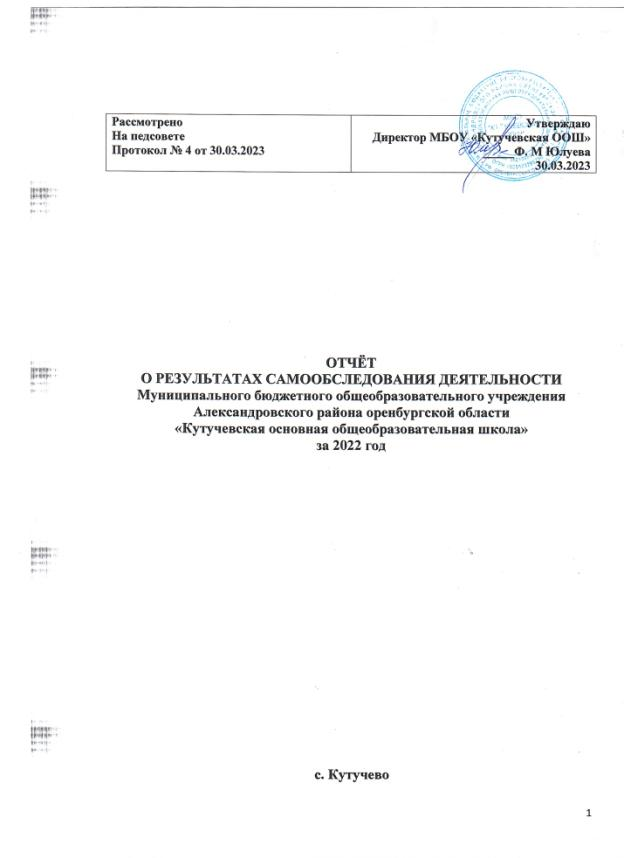 Рассмотрено
На педсовете
Протокол № 4 от 30.03.2023
Утверждаю
Директор МБОУ «Кутучевская ООШ»
Ф. М Юлуева
30.03.2023
ОТЧЁТ
О РЕЗУЛЬТАТАХ САМООБСЛЕДОВАНИЯ ДЕЯТЕЛЬНОСТИ
Муниципального бюджетного общеобразовательного учреждения
Александровского района оренбургской области
«Кутучевская основная общеобразовательная школа»
за 2022 год
с. Кутучево
1